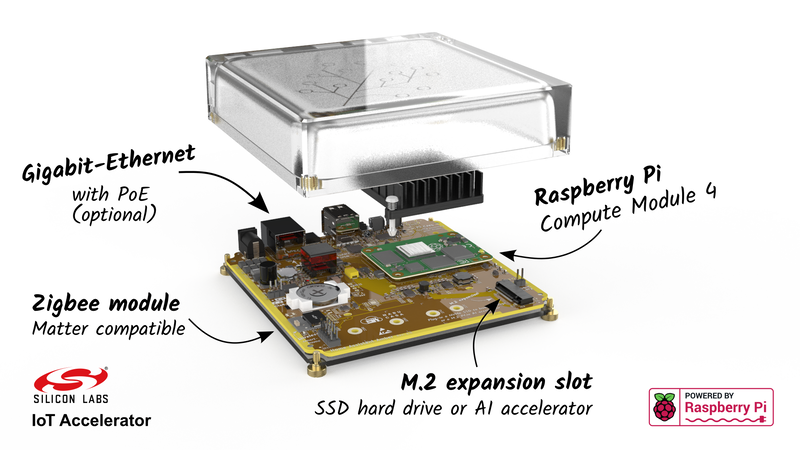 Gigabit-Ethernet
with PoE
(optional)
Raspberry Pi
Compute Module 4
Zigbee module
Matter compatible
M.2 expansion slot
SSD hard drive or AI accelerator
SILICON LABS
IoT Accelerator
POWERED BY
Raspberry Pi